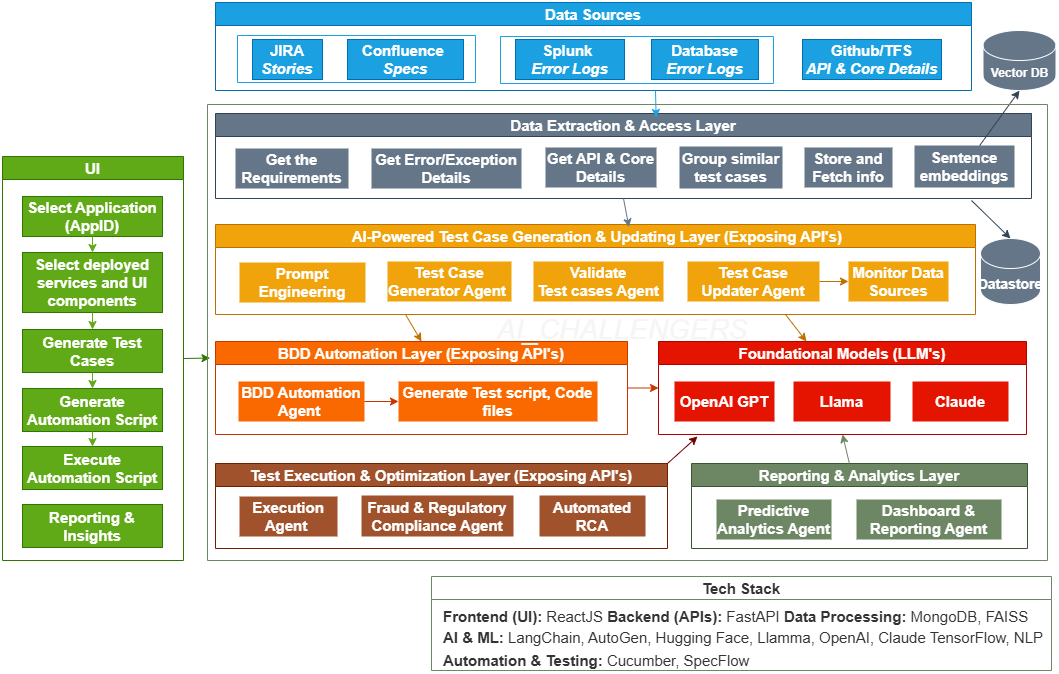 Data Sources
JIRA
Stories
Confluence
Specs
Splunk
Error Logs
Database
Error Logs
Github/TFS
API & Core Details
Vector DB
Data Extraction & Access Layer
Get the
Requirements
Get Error/Exception
Details
Get API & Core
Details
Group similar
test cases
Store and
Fetch info
Sentence
embeddings
Datastore
UI
Select Application
(AppID)
Select deployed
services and UI
components
Generate Test
Cases
Generate
Automation Script
Execute
Automation Script
Reporting &
Insights
AI-Powered Test Case Generation & Updating Layer (Exposing API's)
Prompt
Engineering
Test Case
Generator Agent
Validate
Test cases Agent
Test Case
Updater Agent
Monitor Data
Sources
AI_CHALLENGERS
BDD Automation Layer (Exposing API's)
BDD Automation
Agent
Generate Test script, Code
files
Foundational Models (LLM's)
OpenAI GPT
Llama
Claude
Test Execution & Optimization Layer (Exposing API's)
Execution
Agent
Fraud & Regulatory
Compliance Agent
Automated
RCA
Reporting & Analytics Layer
Predictive
Analytics Agent
Dashboard &
Reporting Agent
Tech Stack
Frontend (UI): ReactJS Backend (APIs): FastAPI Data Processing: MongoDB, FAISS
AI & ML: LangChain, AutoGen, Hugging Face, Llamma, OpenAI, Claude TensorFlow, NLP
Automation & Testing: Cucumber, SpecFlow